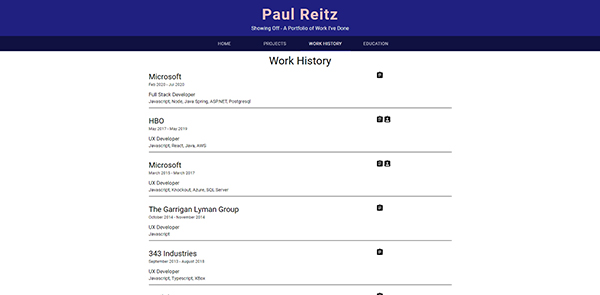 Paul Reitz
Showing Off - A Portfolio of Work I've Done
HOME PROJECTS WORK HISTORY EDUCATION
Work History
Microsoft
Feb 2020 - Jul 2020
Full Stack Developer
Javascript, Node, Java Spring, ASP.NET, Postgresql
HBO
May 2017 - May 2019
UX Developer
Javascript, React, Java, AWS
Microsoft
March 2015 - March 2017
UX Developer
Javascript, Knockout, Azure, SQL Server
The Garrigan Lyman Group
October 2014 - November 2014
UX Developer
Javascript
343 Industries
September 2013 - August 2014
UX Developer
Javascript, Typescript, XBox